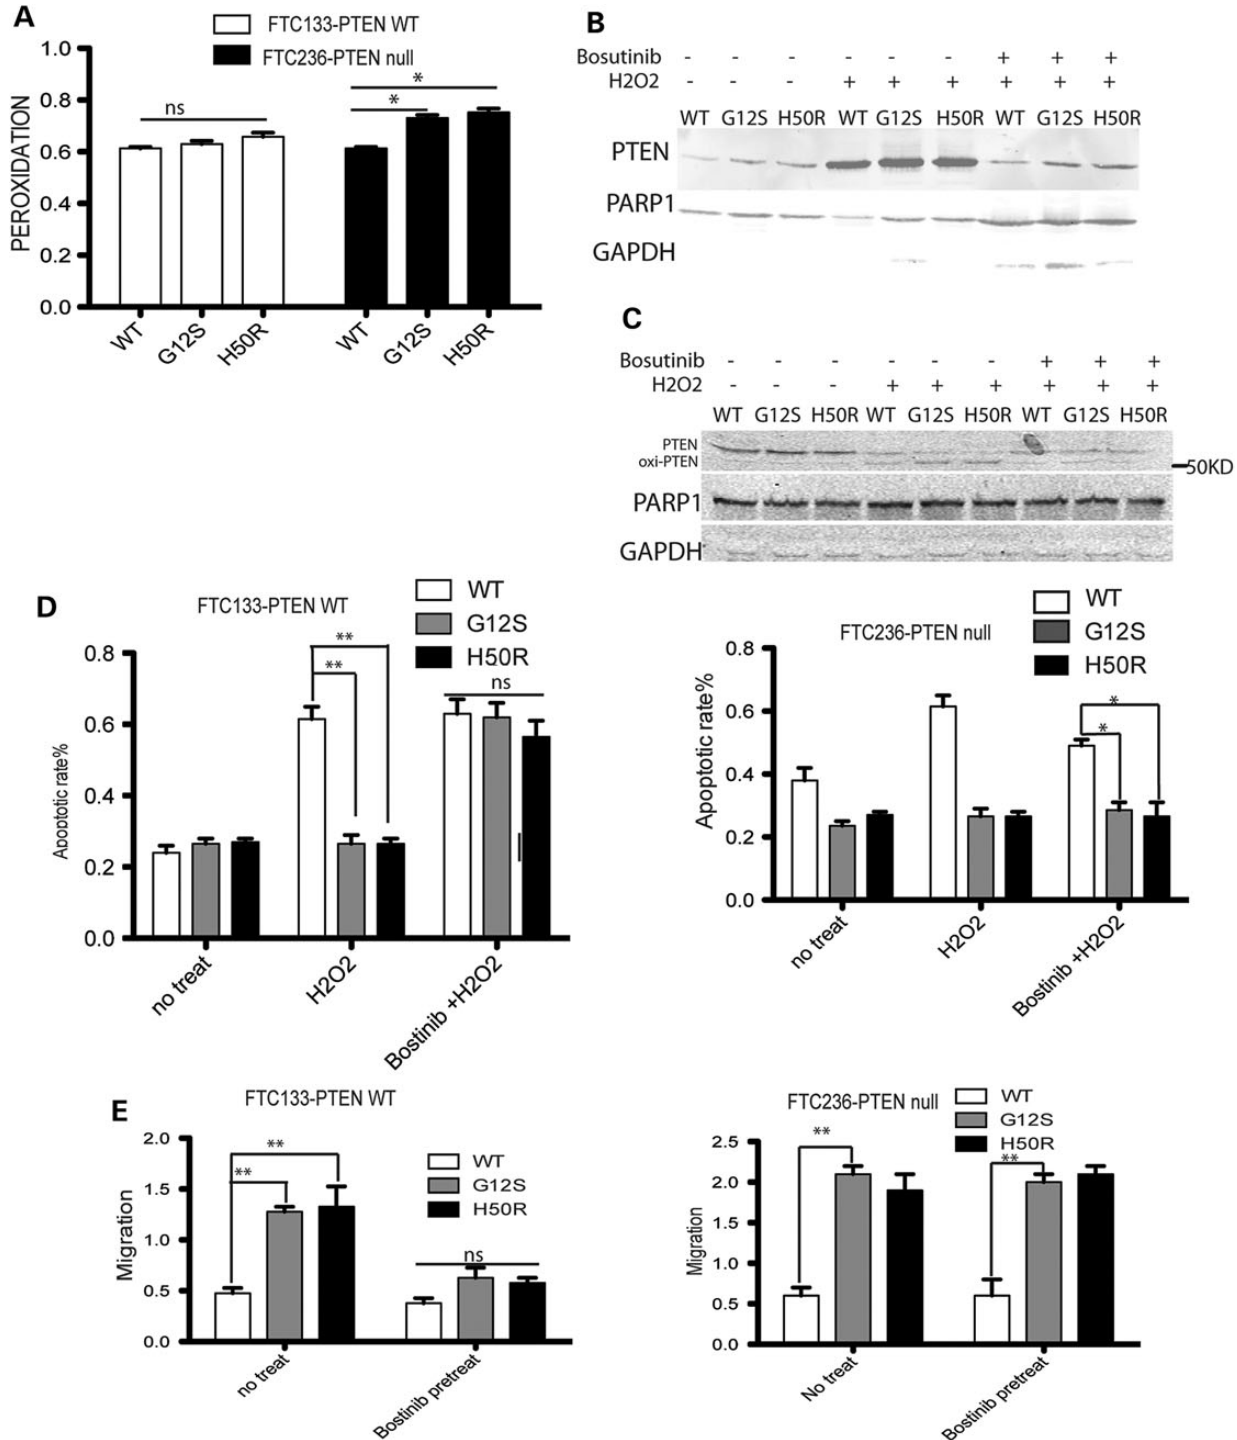 A
FTC133-PTEN WT
FTC236-PTEN null
PEROXIDATION
1.0
0.8
0.6
0.4
0.2
0.0
ns
*
*
WT
G12S
H50R
WT
G12S
H50R
B
Bosutinib - - - - - - + + +
H2O2 - - - + + + + + +
WT G12S H50R WT G12S H50R WT G12S H50R
PTEN
PARP1
GAPDH
C
Bosutinib - - - - - - + + +
H2O2 - - - + + + + + +
WT G12S H50R WT G12S H50R WT G12S H50R
PTEN
oxi-PTEN
50KD
PARP1
GAPDH
D
FTC133-PTEN WT
WT
G12S
H50R
Apoptotic rate%
0.8
0.6
0.4
0.2
0.0
**
**
ns
no treat
H2O2
Bostinib +H2O2
FTC236-PTEN null
WT
G12S
H50R
Apoptotic rate%
0.8
0.6
0.4
0.2
0.0
*
*
no treat
H2O2
Bostinib +H2O2
E
FTC133-PTEN WT
WT
G12S
H50R
Migration
2.0
1.5
1.0
0.5
0.0
**
**
ns
no treat
Bostinib pretreat
FTC236-PTEN null
WT
G12S
H50R
Migration
2.5
2.0
1.5
1.0
0.5
0.0
**
**
No treat
Bostinib pretreat